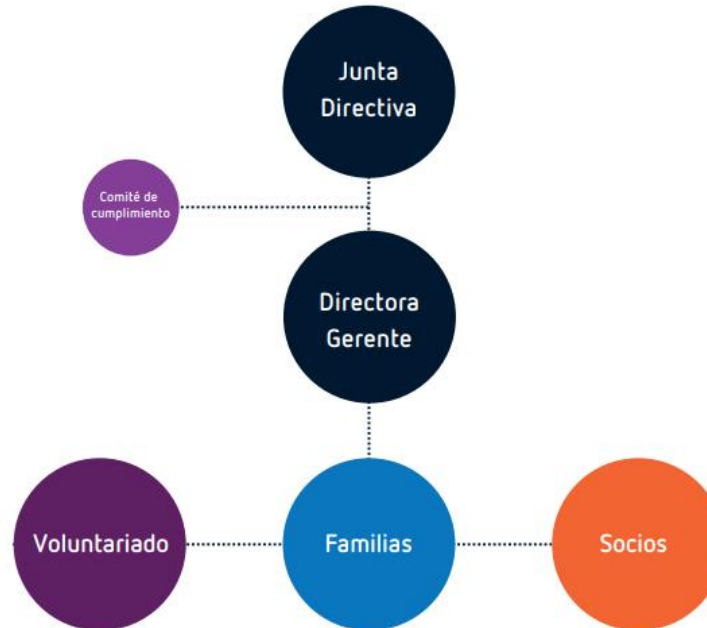 Junta
Directiva
Comité de
cumplimiento
Directora
Gerente
Voluntariado
Familias
Socios